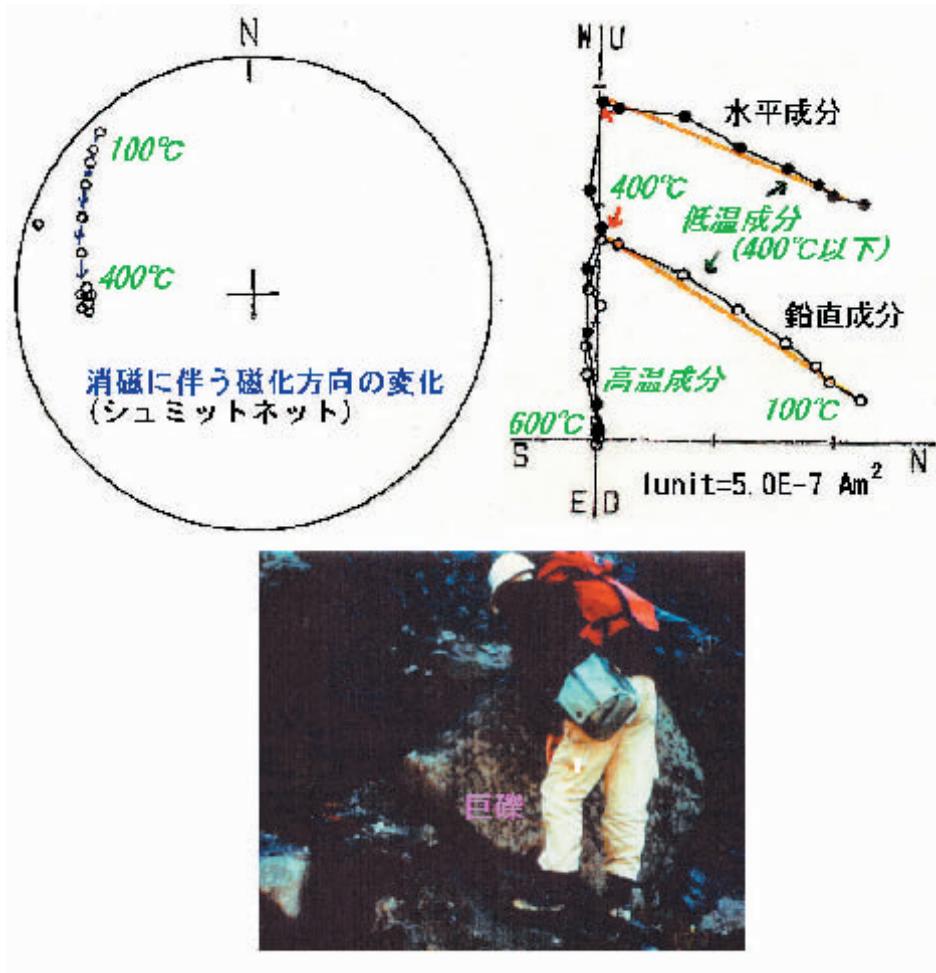 N
100℃
400℃
消磁に伴う磁化方向の変化
(シュミットネット)
W U
水平成分
400℃
低温成分
(400℃以下)
鉛直成分
高温成分
100℃
600℃
S
N
1unit=5.0E-7 Am²
E D
巨礫